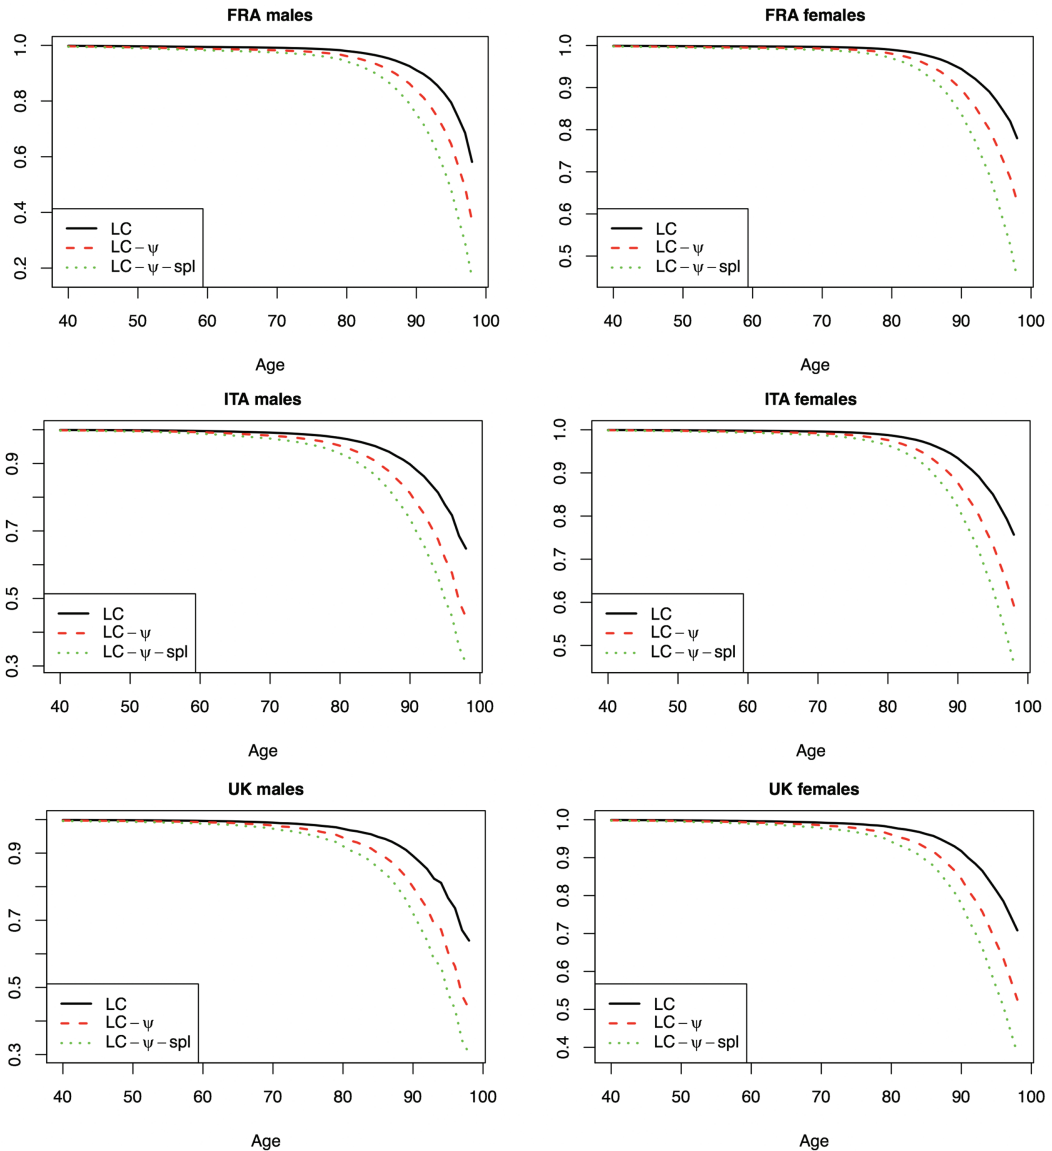 FRA males
1.0
0.8
0.6
0.4
0.2
LC
LC − ψ
LC − ψ − spl
40 50 60 70 80 90 100
Age
FRA females
1.0
0.9
0.8
0.7
0.6
0.5
LC
LC − ψ
LC − ψ − spl
40 50 60 70 80 90 100
Age
ITA males
0.9
0.7
0.5
0.3
LC
LC − ψ
LC − ψ − spl
40 50 60 70 80 90 100
Age
ITA females
1.0
0.9
0.8
0.7
0.6
0.5
LC
LC − ψ
LC − ψ − spl
40 50 60 70 80 90 100
Age
UK males
0.9
0.7
0.5
0.3
LC
LC − ψ
LC − ψ − spl
40 50 60 70 80 90 100
Age
UK females
1.0
0.9
0.8
0.7
0.6
0.5
0.4
LC
LC − ψ
LC − ψ − spl
40 50 60 70 80 90 100
Age